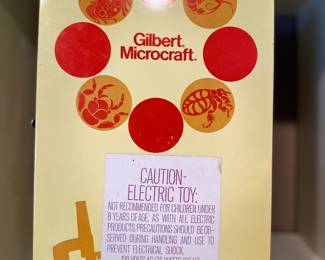 Gilbert.
Microcraft.
CAUTION-
ELECTRIC TOY:
NOT RECOMMENDED FOR CHILDREN UNDER
8 YEARS OF AGE, AS WITH ALL ELECTRIC
PRODUCTS, PRECAUTIONS SHOULD BE OB-
SERVED DURING HANDLING AND USE TO
PREVENT ELECTRICAL SHOCK.